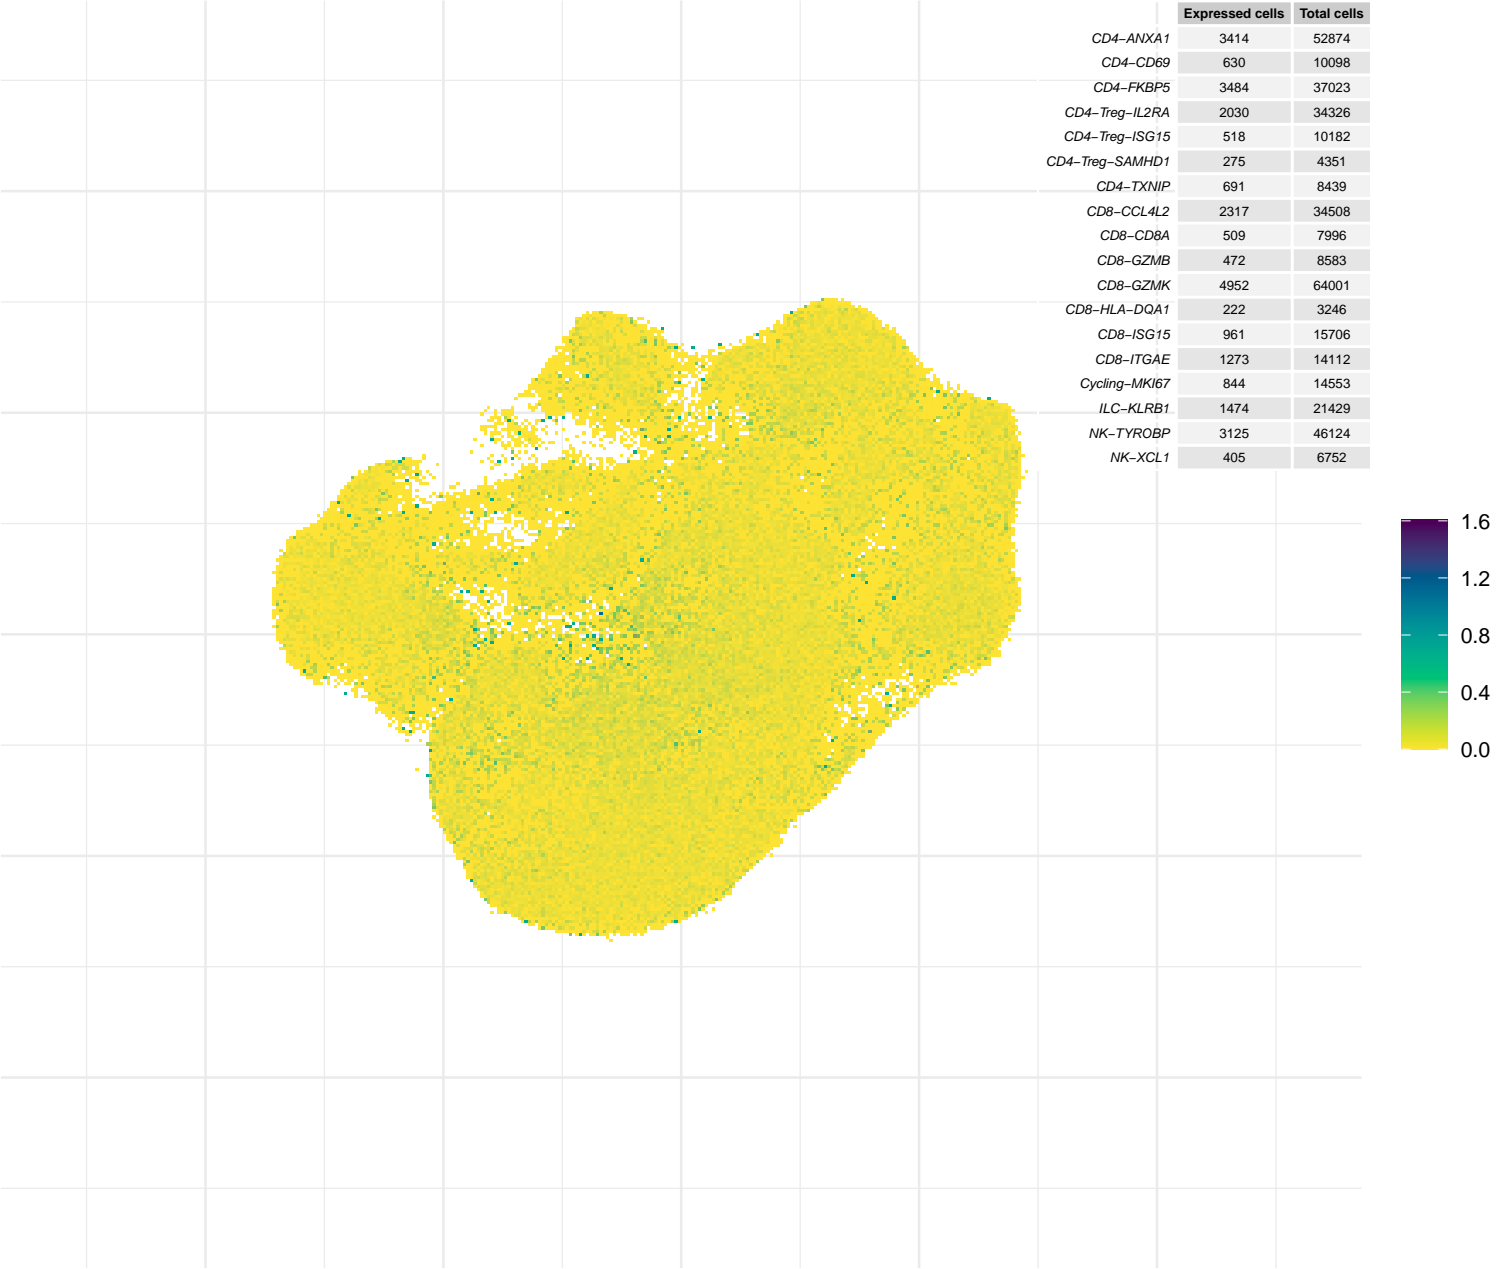 Expressed cells Total cells
CD4−ANXA1 3414 52874
CD4−CD69 630 10098
CD4−FKBP5 3484 37023
CD4−Treg−IL2RA 2030 34326
CD4−Treg−ISG15 518 10182
CD4−Treg−SAMHD1 275 4351
CD4−TXNIP 691 8439
CD8−CCL4L2 2317 34508
CD8−CD8A 509 7996
CD8−GZMB 472 8583
CD8−GZMK 4952 64001
CD8−HLA−DQA1 222 3246
CD8−ISG15 961 15706
CD8−ITGAE 1273 14112
Cycling−MKI67 844 14553
ILC−KLRB1 1474 21429
NK−TYROBP 3125 46124
NK−XCL1 405 6752
1.6
1.2
0.8
0.4
0.0